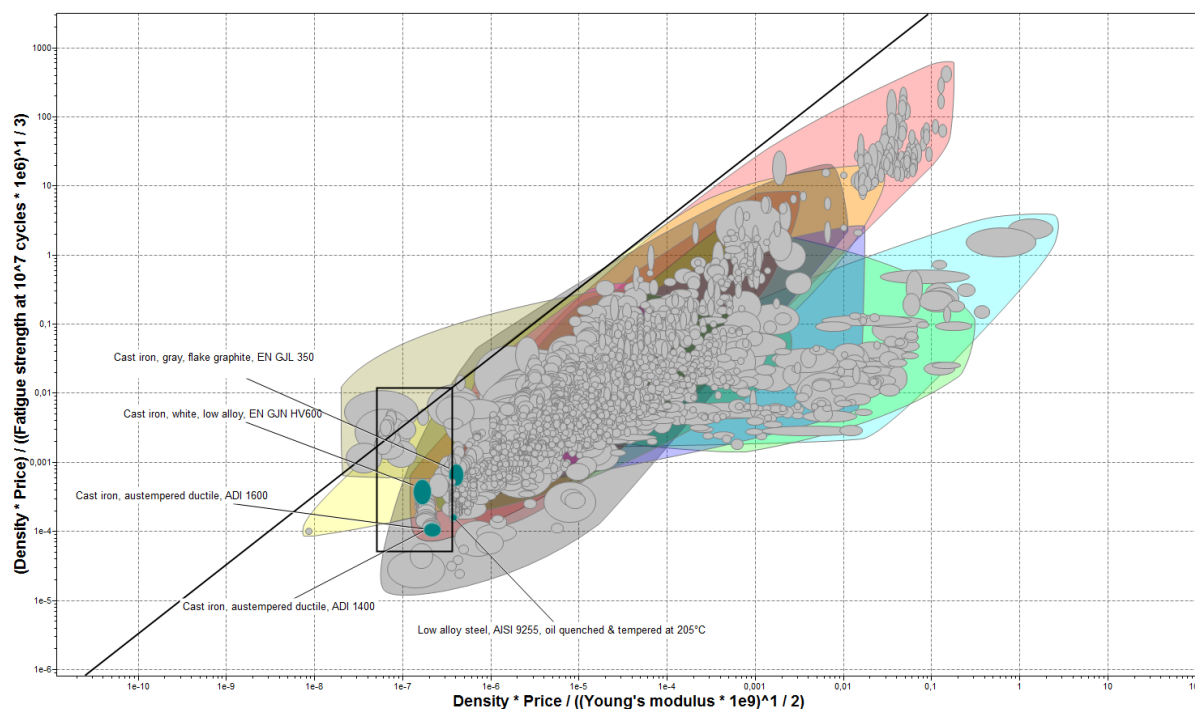 1000
100
10
1
0,1
0,01
0,001
1e-4
1e-5
1e-6
(Density * Price) / ((Fatigue strength at 10^7 cycles * 1e6)^1 / 3)
Cast iron, gray, flake graphite, EN GJL 350
Cast iron, white, low alloy, EN GJN HV600
Cast iron, austempered ductile, ADI 1600
Cast iron, austempered ductile, ADI 1400
Low alloy steel, AISI 9255, oil quenched & tempered at 205°C
1e-10 1e-9 1e-8 1e-7 1e-6 1e-5 1e-4 0,001 0,01 0,1 1 10 100
Density * Price / ((Young's modulus * 1e9)^1 / 2)